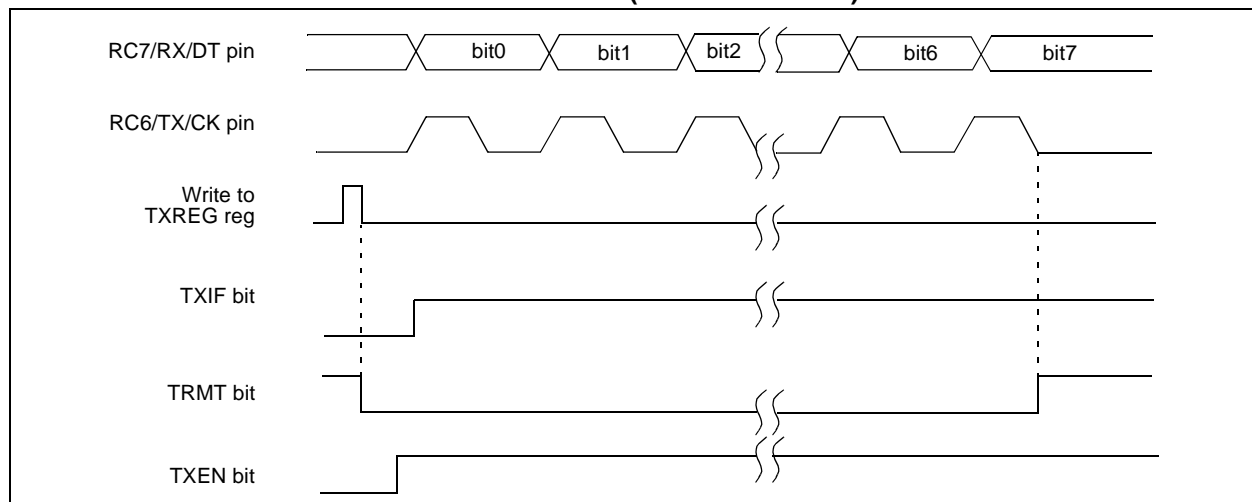 RC7/RX/DT pin
bit0 bit1 bit2 bit6 bit7
RC6/TX/CK pin
Write to
TXREG reg
TXIF bit
TRMT bit
TXEN bit